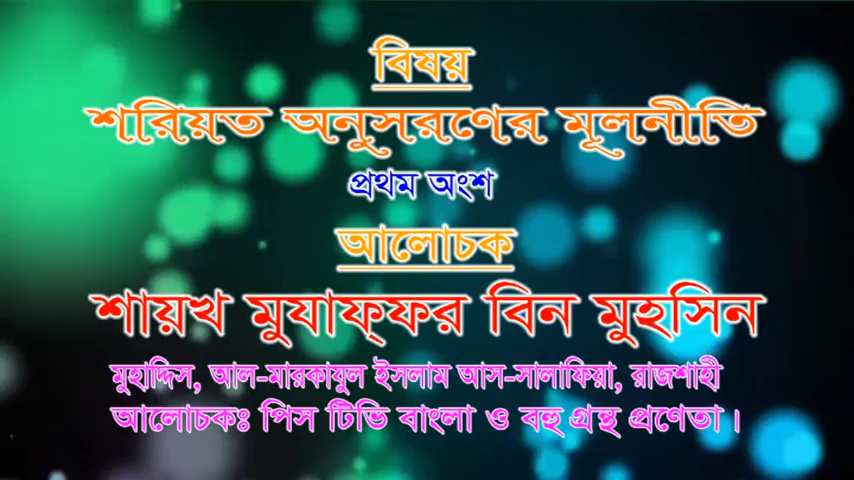 বিষয়
শরিয়ত অনুসরণের মূলনীতি
প্রথম অংশ
আলোচক
শায়খ মুযাফ্ফর বিন মুহসিন
মুহাদ্দিস, আল-মারকাযুল ইসলাম আস-সালাফিয়া, রাজশাহী
আলোচকঃ পিস টিভি বাংলা ও বহু গ্রন্থ প্রণেতা।